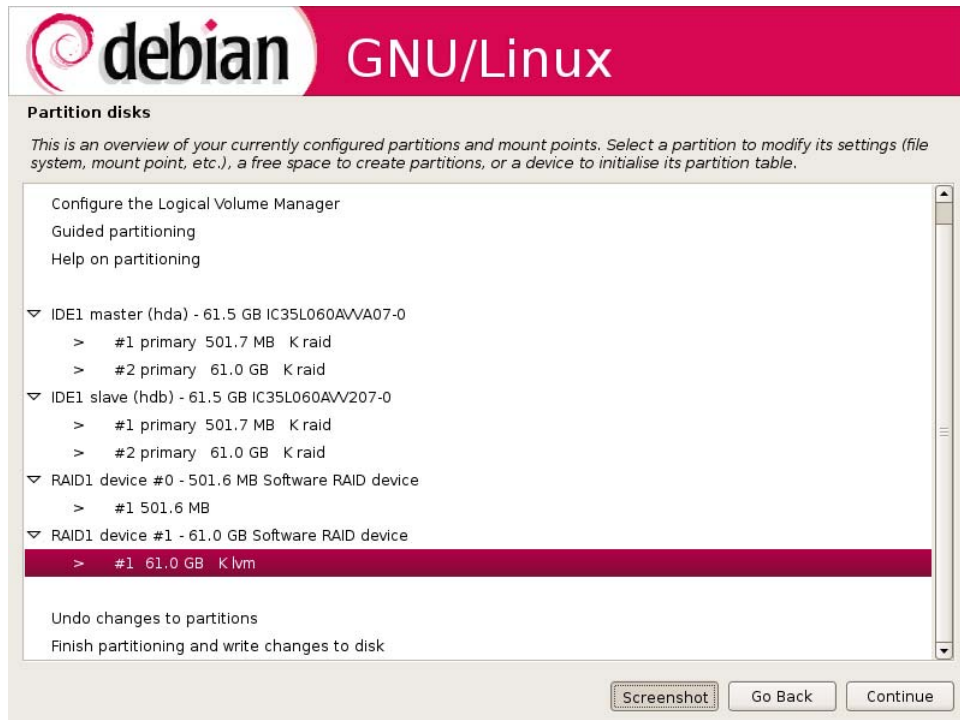 debian GNU/Linux
Partition disks
This is an overview of your currently configured partitions and mount points. Select a partition to modify its settings (file
system, mount point, etc.), a free space to create partitions, or a device to initialise its partition table.
Configure the Logical Volume Manager
Guided partitioning
Help on partitioning
IDE1 master (hda) - 61.5 GB IC35L060AVVA07-0
> #1 primary 501.7 MB K raid
> #2 primary 61.0 GB K raid
IDE1 slave (hdb) - 61.5 GB IC35L060AVV207-0
> #1 primary 501.7 MB K raid
> #2 primary 61.0 GB K raid
RAID1 device #0 - 501.6 MB Software RAID device
> #1 501.6 MB
RAID1 device #1 - 61.0 GB Software RAID device
> #1 61.0 GB K lvm
Undo changes to partitions
Finish partitioning and write changes to disk
Screenshot Go Back Continue